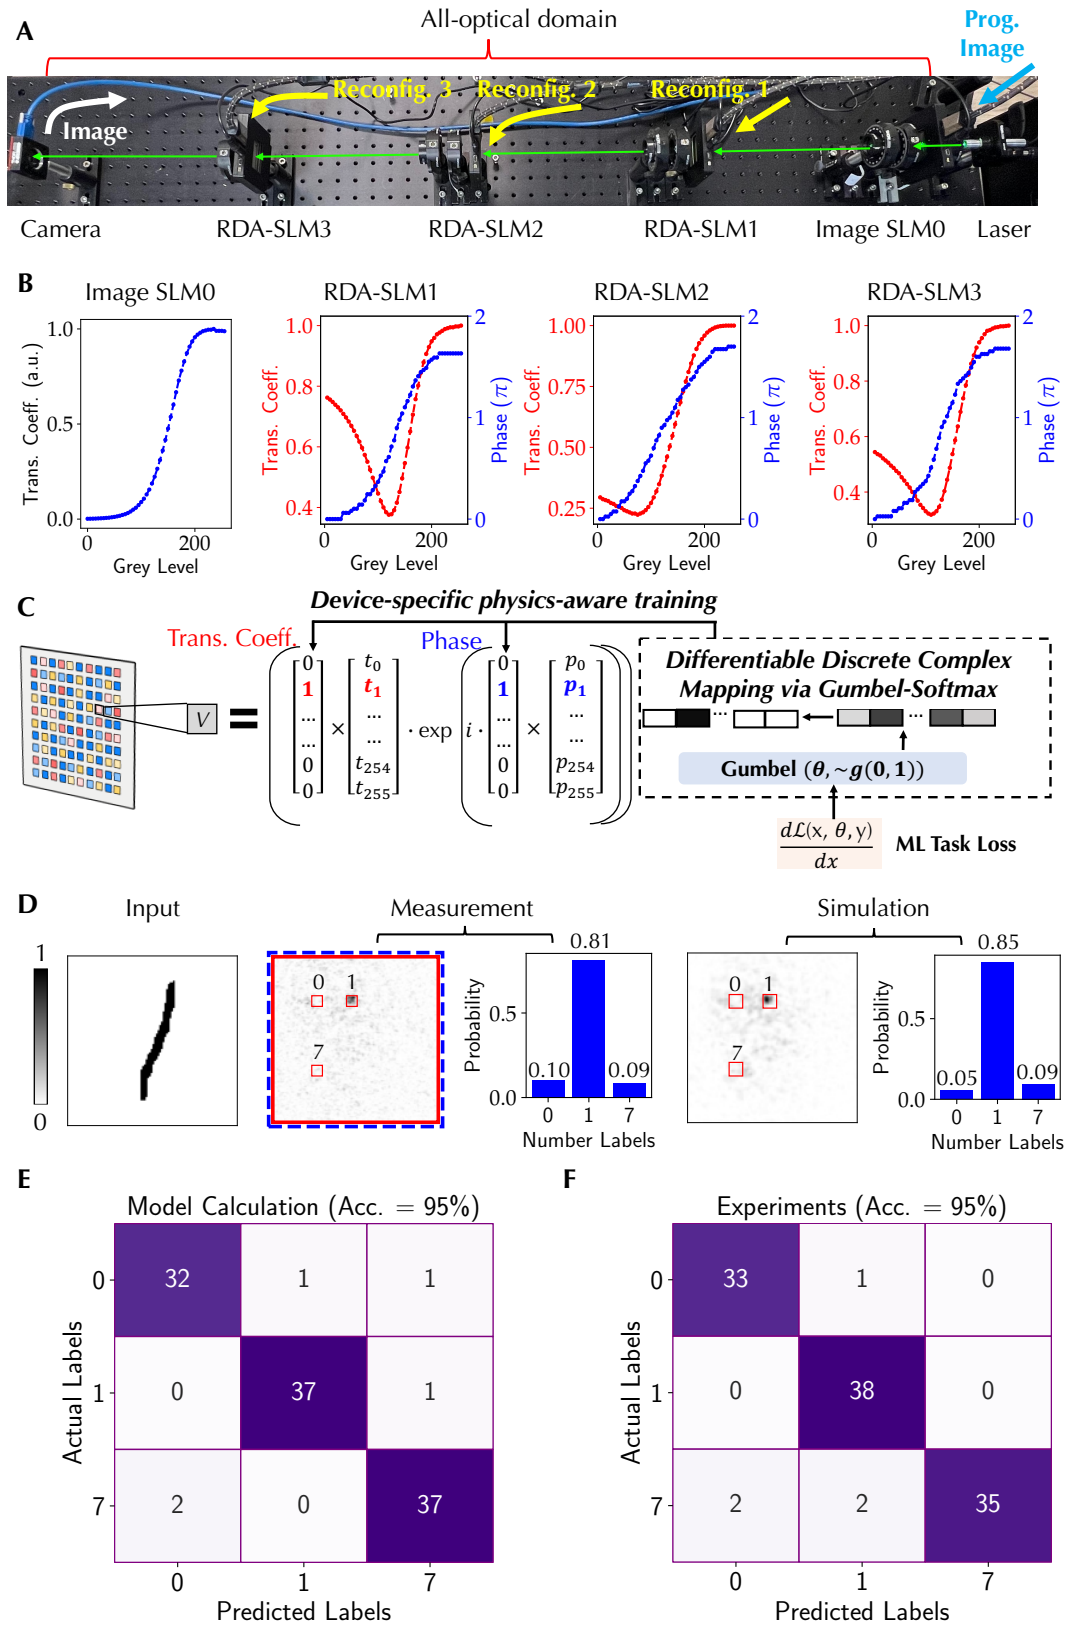 A
All-optical domain
Prog.
Image
Reconfig. 3
Reconfig. 2
Reconfig. 1
Image
Camera
RDA-SLM3
RDA-SLM2
RDA-SLM1
Image SLM0
Laser
B
Image SLM0
RDA-SLM1
RDA-SLM2
RDA-SLM3
Trans. Coeff. (a.u.)
1.0
0.5
0.0
0 200
Grey Level
Trans. Coeff.
1.0
0.8
0.6
0.4
2
1
0
Phase (π)
0 200
Grey Level
Trans. Coeff.
1.00
0.75
0.50
0.25
2
1
0
Phase (π)
0 200
Grey Level
Trans. Coeff.
1.0
0.8
0.6
0.4
2
1
0
Phase (π)
0 200
Grey Level
C
Device-specific physics-aware training
Trans. Coeff.
Phase
V
=
0 t₀ 0 p₀
1 t₁ 1 p₁
... × ... · exp i · ... × ...
... ... ... ...
0 t₂₅₄ 0 p₂₅₄
0 t₂₅₅ 0 p₂₅₅
Differentiable Discrete Complex
Mapping via Gumbel-Softmax
... ...
Gumbel (θ,~g(0,1))
dℒ(x, θ, y)
dx
ML Task Loss
D
Input
Measurement
Simulation
1
0
0 1
7
Probability
0.5
0.0
0.81
0.10
0.09
0 1 7
Number Labels
0 1
7
Probability
0.5
0.0
0.85
0.05
0.09
0 1 7
Number Labels
E
Model Calculation (Acc. = 95%)
Actual Labels
0 32 1 1
1 0 37 1
7 2 0 37
0 1 7
Predicted Labels
F
Experiments (Acc. = 95%)
Actual Labels
0 33 1 0
1 0 38 0
7 2 2 35
0 1 7
Predicted Labels